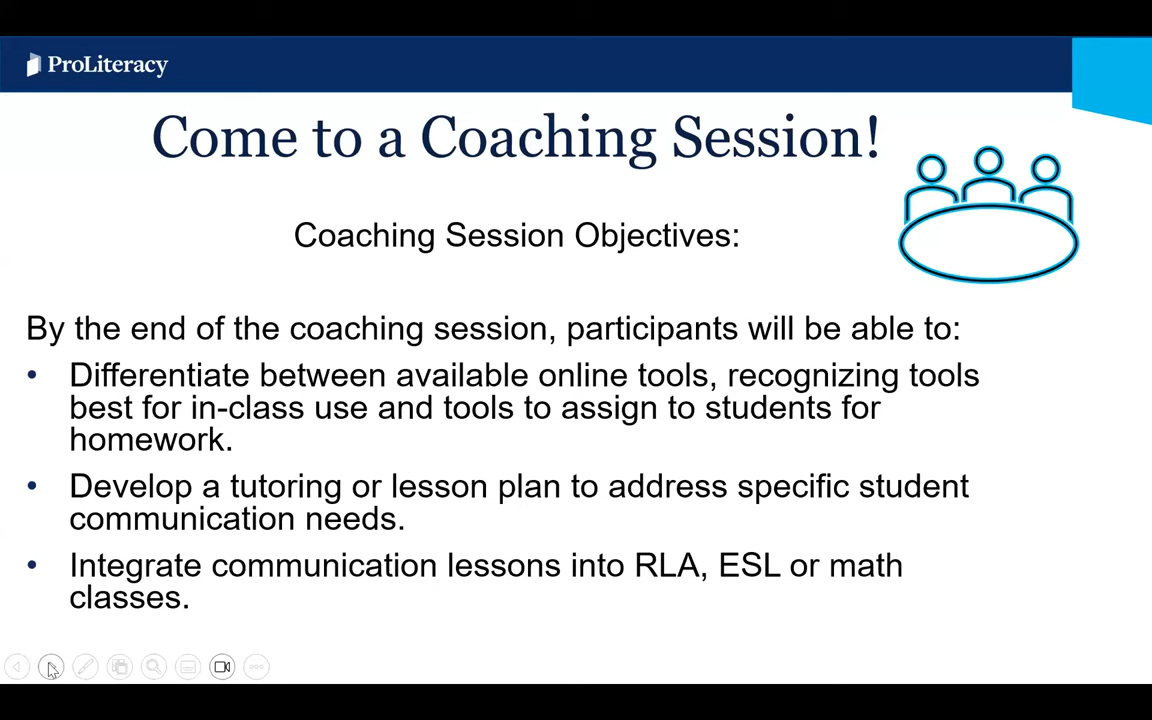 ProLiteracy
Come to a Coaching Session!
Coaching Session Objectives:
By the end of the coaching session, participants will be able to:
• Differentiate between available online tools, recognizing tools
best for in-class use and tools to assign to students for
homework.
• Develop a tutoring or lesson plan to address specific student
communication needs.
• Integrate communication lessons into RLA, ESL or math
classes.